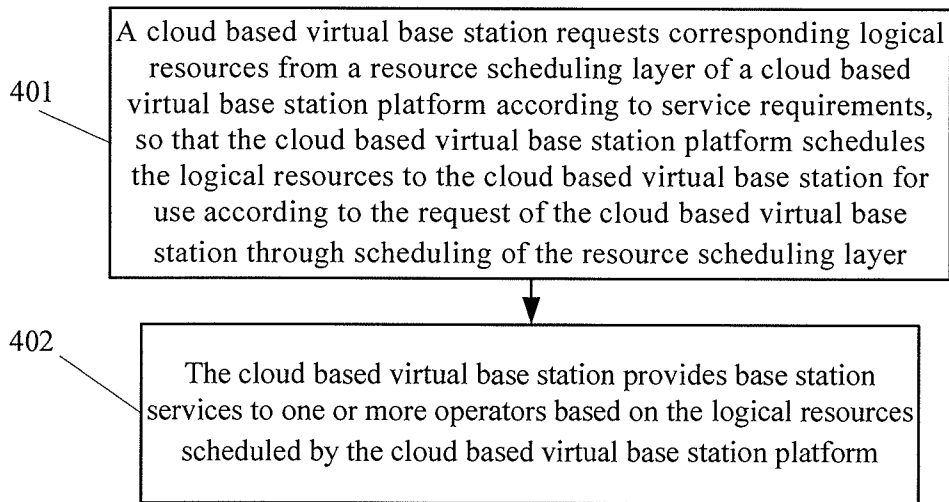 401
A cloud based virtual base station requests corresponding logical
resources from a resource scheduling layer of a cloud based
virtual base station platform according to service requirements,
so that the cloud based virtual base station platform schedules
the logical resources to the cloud based virtual base station for
use according to the request of the cloud based virtual base
station through scheduling of the resource scheduling layer
402
The cloud based virtual base station provides base station
services to one or more operators based on the logical resources
scheduled by the cloud based virtual base station platform